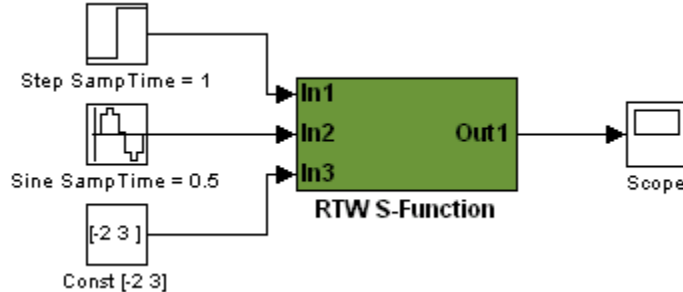 Step SampTime = 1
In1
In2
Out1
Sine SampTime = 0.5
In3
Scope
RTW S-Function
[-2 3 ]
Const [-2 3]